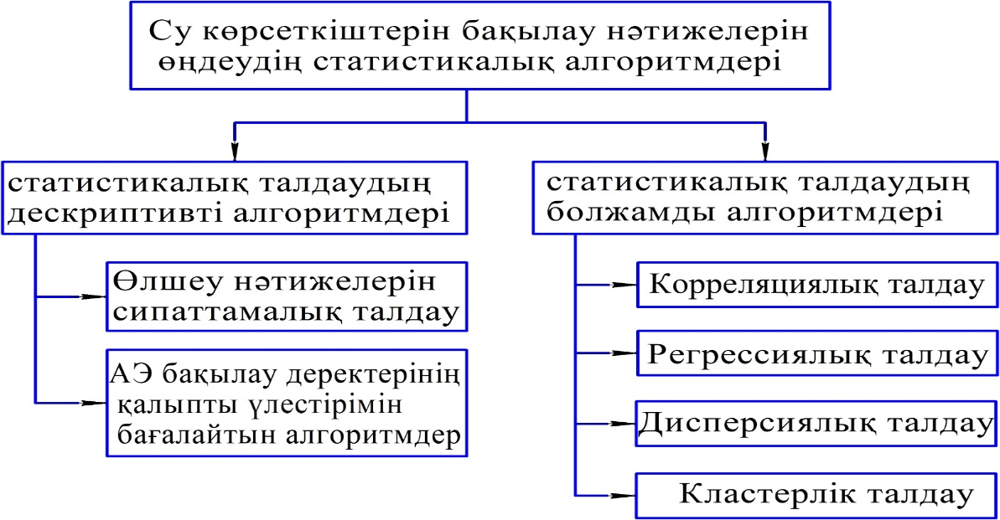 Су көрсеткіштерін бақылау нәтижелерін
өңдеудің статистикалық алгоритмдері
статистикалық талдаудың
дескриптивті алгоритмдері
Өлшеу нәтижелерін
сипаттамалық талдау
АЭ бақылау деректерінің
қалыпты үлестірімін
бағалайтын алгоритмдер
статистикалық талдаудың
болжамды алгоритмдері
Корреляциялық талдау
Регрессиялық талдау
Дисперсиялық талдау
Кластерлік талдау